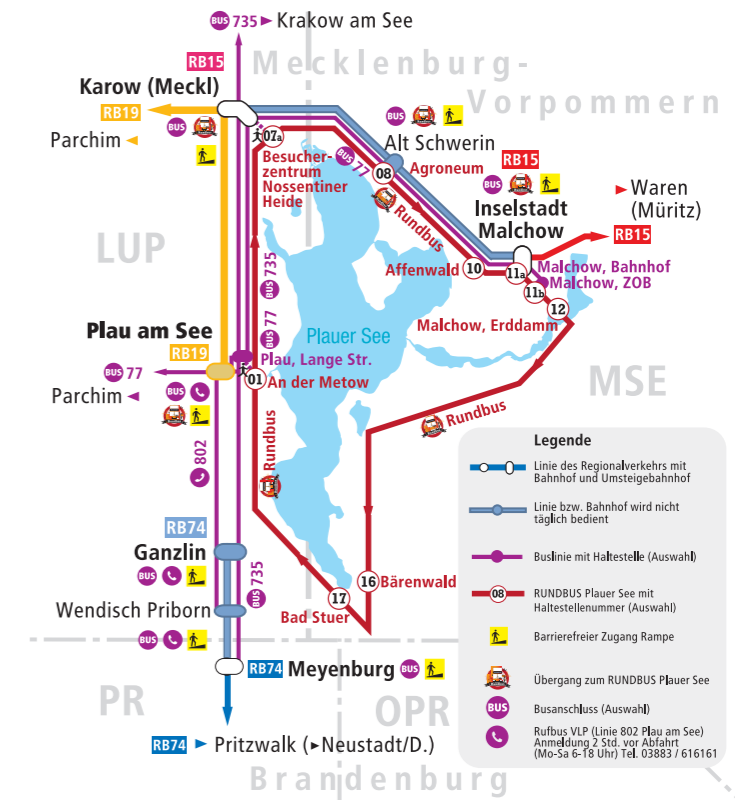 BUS 735 ► Krakow am See
Mecklenburg-
Vorpommern
RB15
Karow (Meckl)
RB19
BUS
Parchim ◄
07a
Besucher-
zentrum
Nossentiner
Heide
BUS
Alt Schwerin
Agroneum
BUS 77
08
Rundbus
RB15
BUS
Inselstadt
Malchow
► Waren
(Müritz)
RB15
LUP
BUS 735
BUS 77
Affenwald
10
11a
Malchow, Bahnhof
Malchow, ZOB
11b
12
Malchow, Erddamm
Plauer See
Plau am See
RB19
Plau, Lange Str.
BUS 77
01
An der Metow
Parchim ◄
BUS
MSE
Rundbus
802
Rundbus
RB74
Ganzlin
BUS
BUS 735
Wendisch Priborn
BUS
16
Bärenwald
17
Bad Stuer
RB74 Meyenburg BUS
PR
OPR
RB74 ► Pritzwalk (►Neustadt/D.)
Brandenburg
Legende
Linie des Regionalverkehrs mit
Bahnhof und Umsteigebahnhof
Linie bzw. Bahnhof wird nicht
täglich bedient
Buslinie mit Haltestelle (Auswahl)
08
RUNDBUS Plauer See mit
Haltestellenummer (Auswahl)
Barrierefreier Zugang Rampe
Übergang zum RUNDBUS Plauer See
BUS
Busanschluss (Auswahl)
Rufbus VLP (Linie 802 Plau am See)
Anmeldung 2 Std. vor Abfahrt
(Mo-Sa 6-18 Uhr) Tel. 03883 / 616161